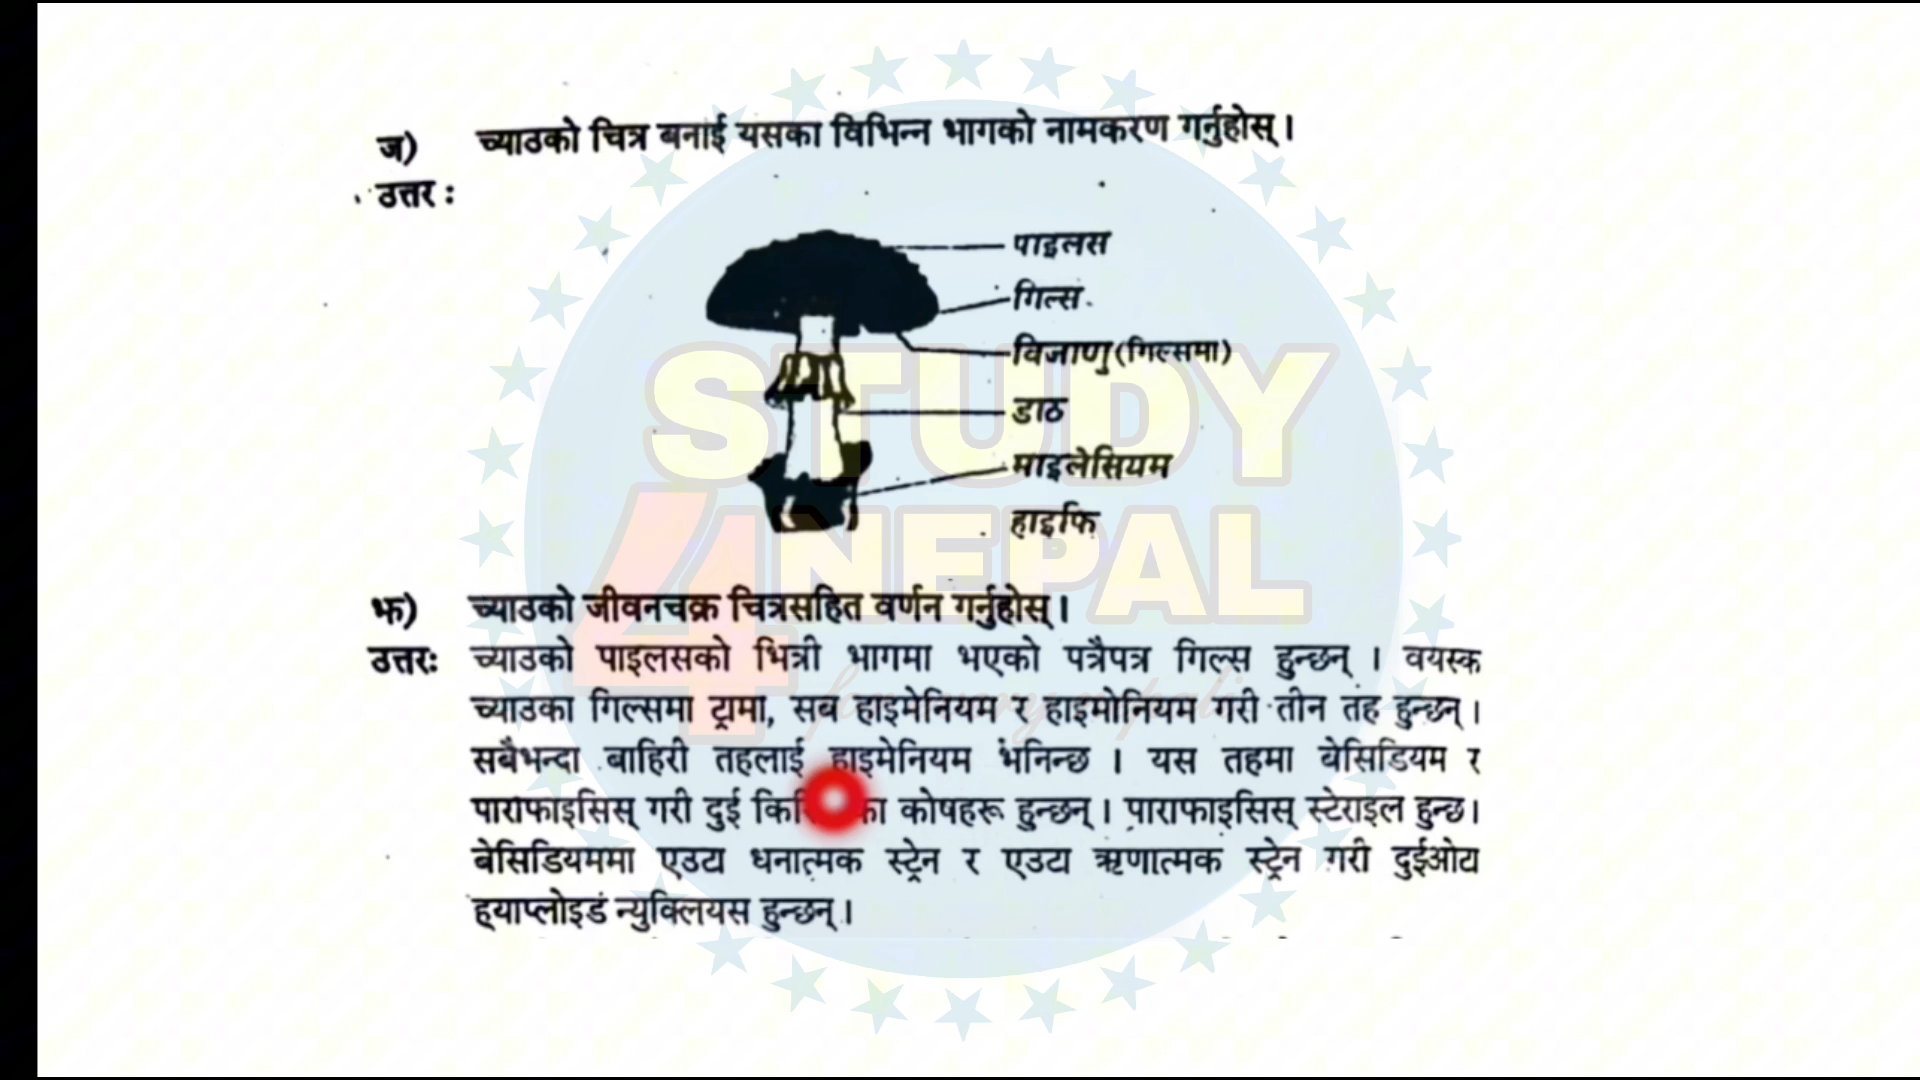 ज) च्याउको चित्र बनाई यसका विभिन्न भागको नामकरण गर्नुहोस् ।
उत्तर :
पाइलस
गिल्स
विजाणु (गिल्समा)
डाठ
माइलेसियम
हाइफि
STUDY
4 NEPAL
झ) च्याउको जीवनचक्र चित्रसहित वर्णन गर्नुहोस् ।
उत्तरः च्याउको पाइलसको भित्री भागमा भएको पत्रैपत्र गिल्स हुन्छन् । वयस्क
च्याउका गिल्समा ट्रामा, सब हाइमेनियम र हाइमोनियम गरी तीन तह हुन्छन् ।
सबैभन्दा बाहिरी तहलाई हाइमेनियम भनिन्छ । यस तहमा बेसिडियम र
पाराफाइसिस् गरी दुई का कोषहरू हुन्छन् । पाराफाइसिस् स्टेराइल हुन्छ।
बेसिडियममा एउटा धनात्मक स्ट्रेन र एउटा ऋणात्मक स्ट्रेन गरी दुईओटा
ह्याप्लोइड न्युक्लियस हुन्छन् ।